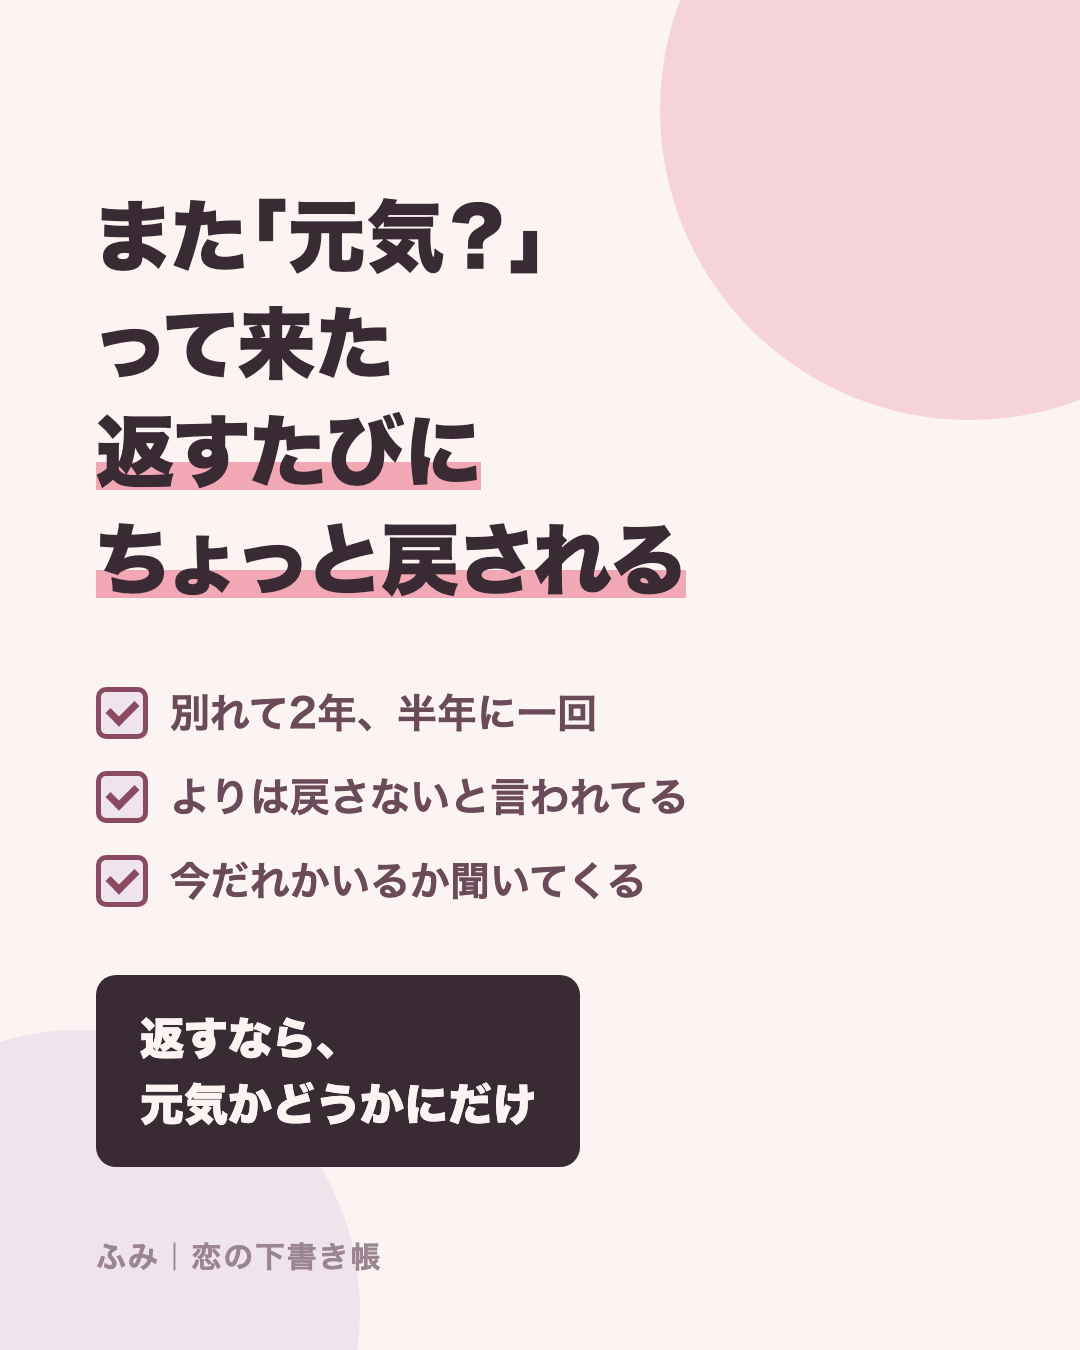 また「元気?」
って来た
返すたびに
ちょっと戻される
別れて2年、半年に一回
よりは戻さないと言われてる
今だれかいるか聞いてくる
返すなら、
元気かどうかにだけ
ふみ｜恋の下書き帳